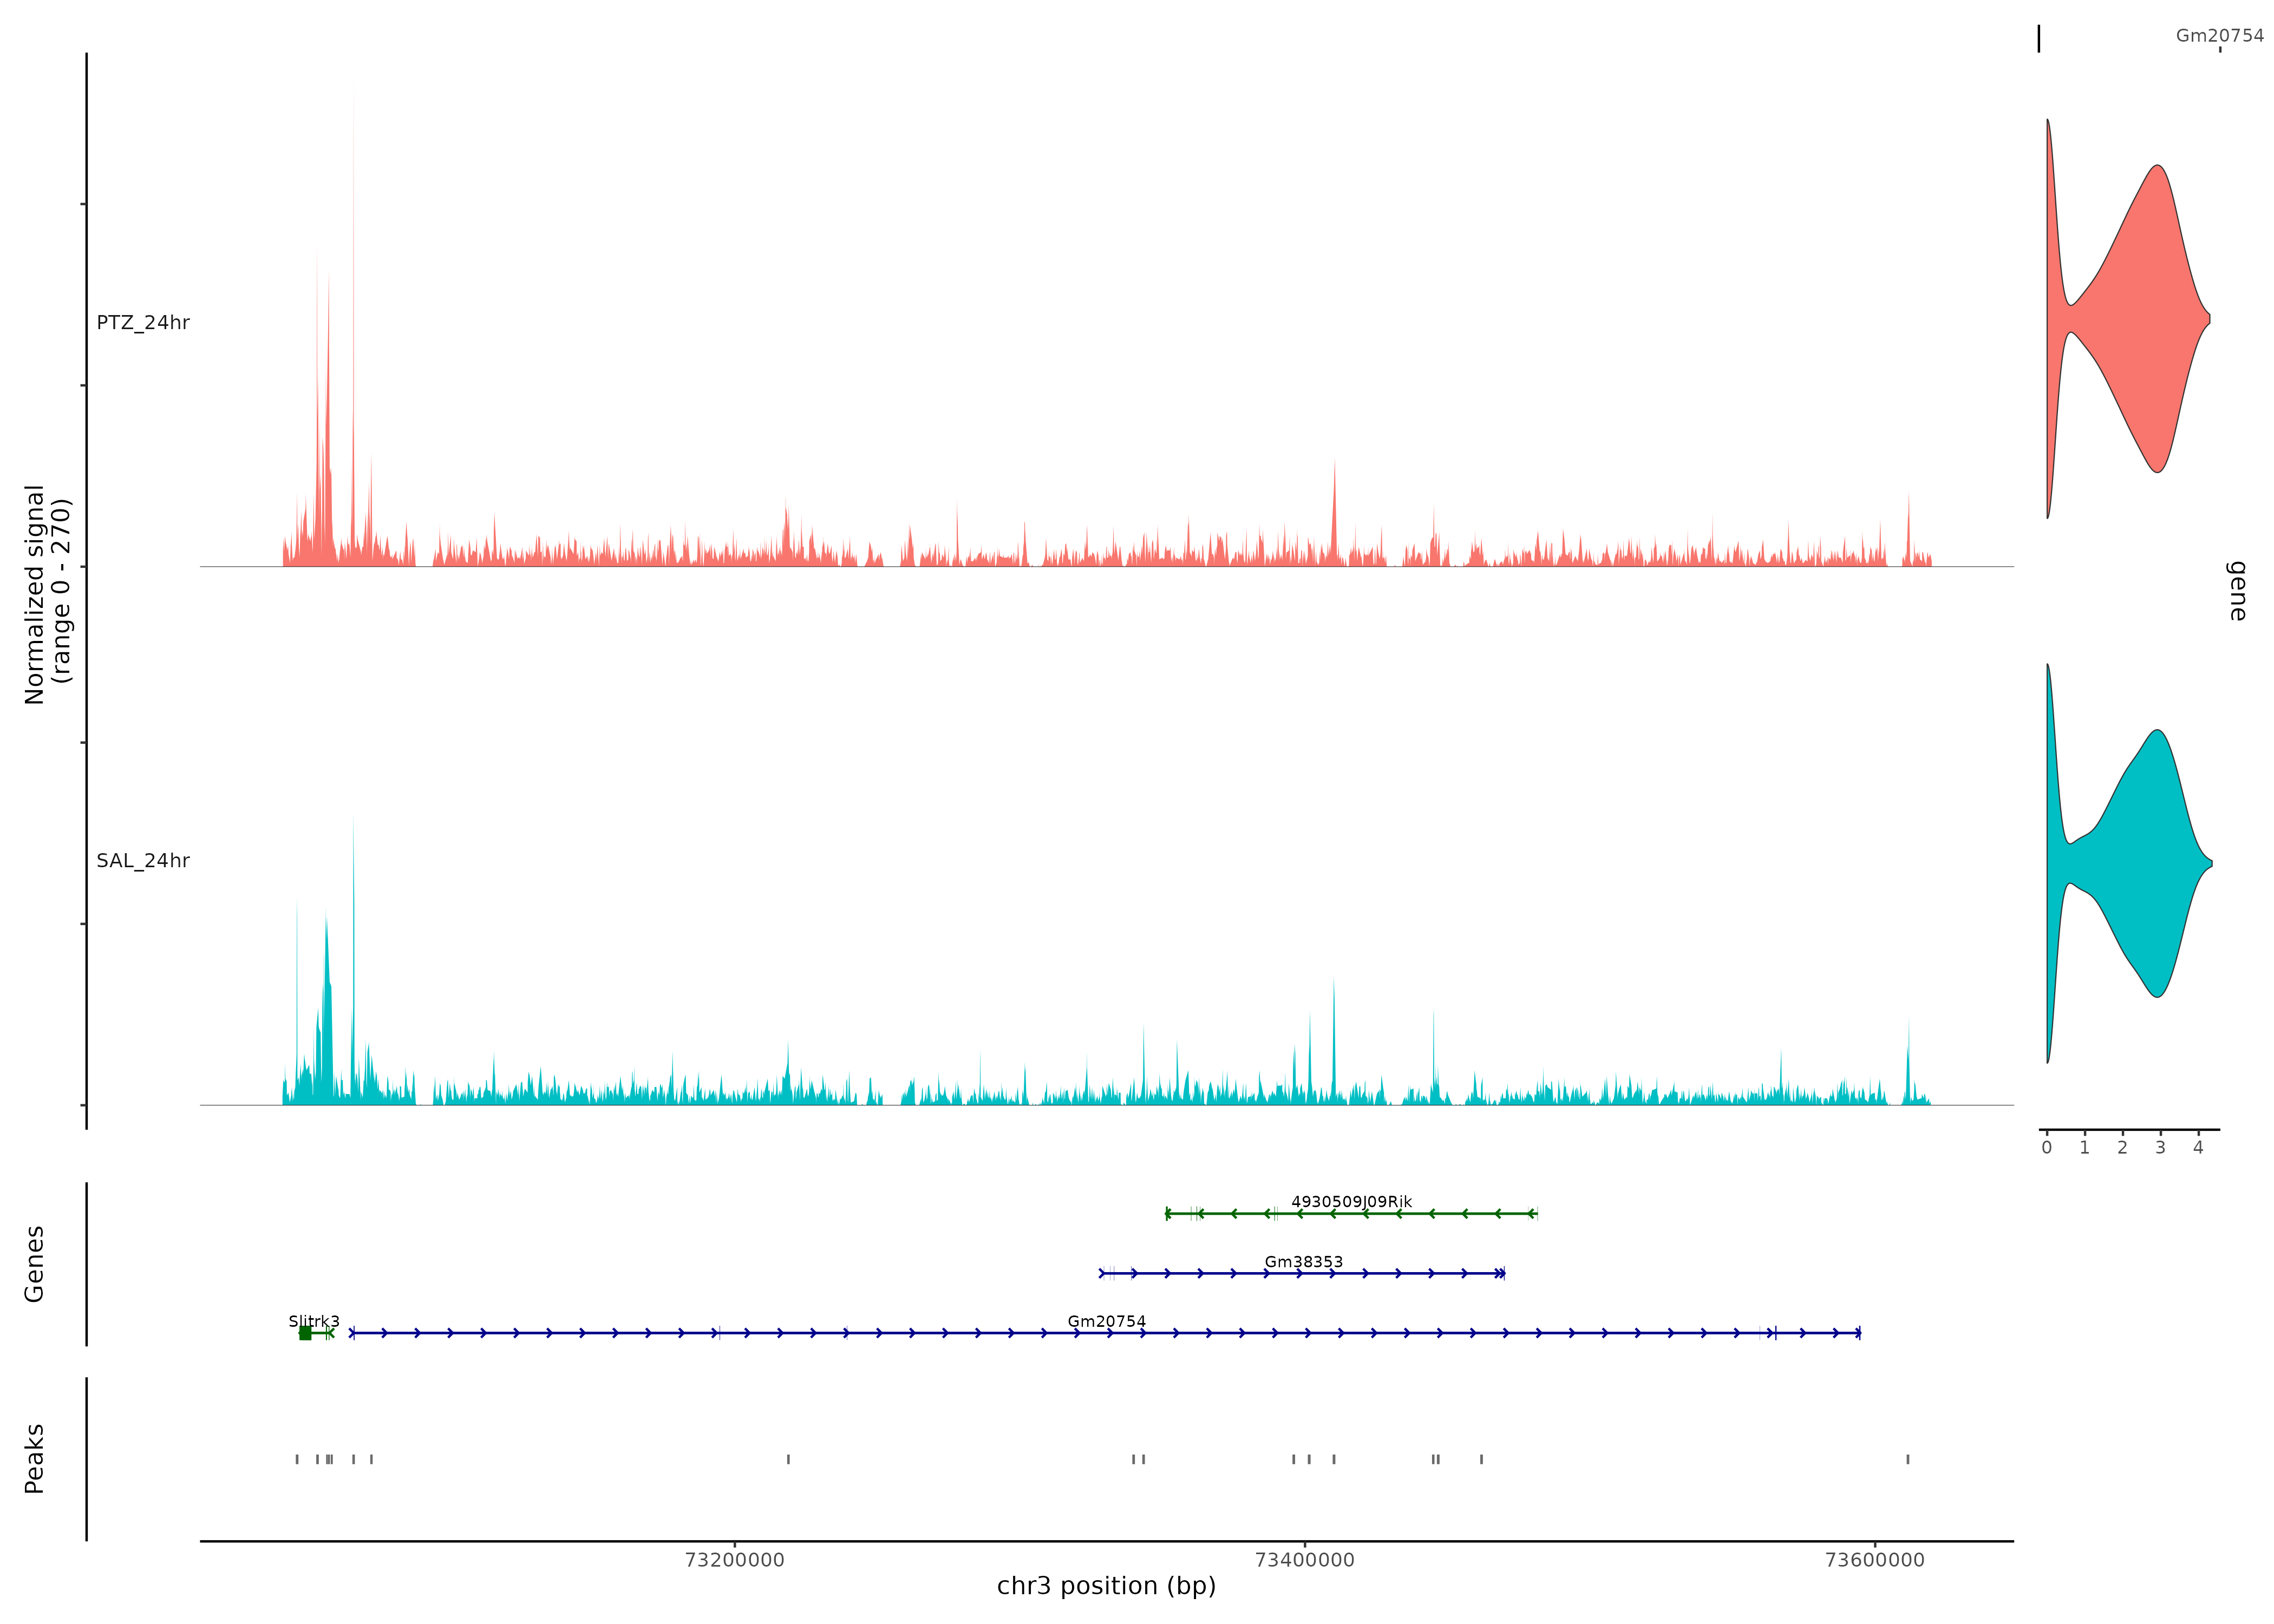 Gm20754
PTZ_24hr
Normalized signal
(range 0 - 270)
gene
SAL_24hr
0 1 2 3 4
Genes
4930509J09Rik
Gm38353
Slitrk3 Gm20754
Peaks
73200000 73400000 73600000
chr3 position (bp)